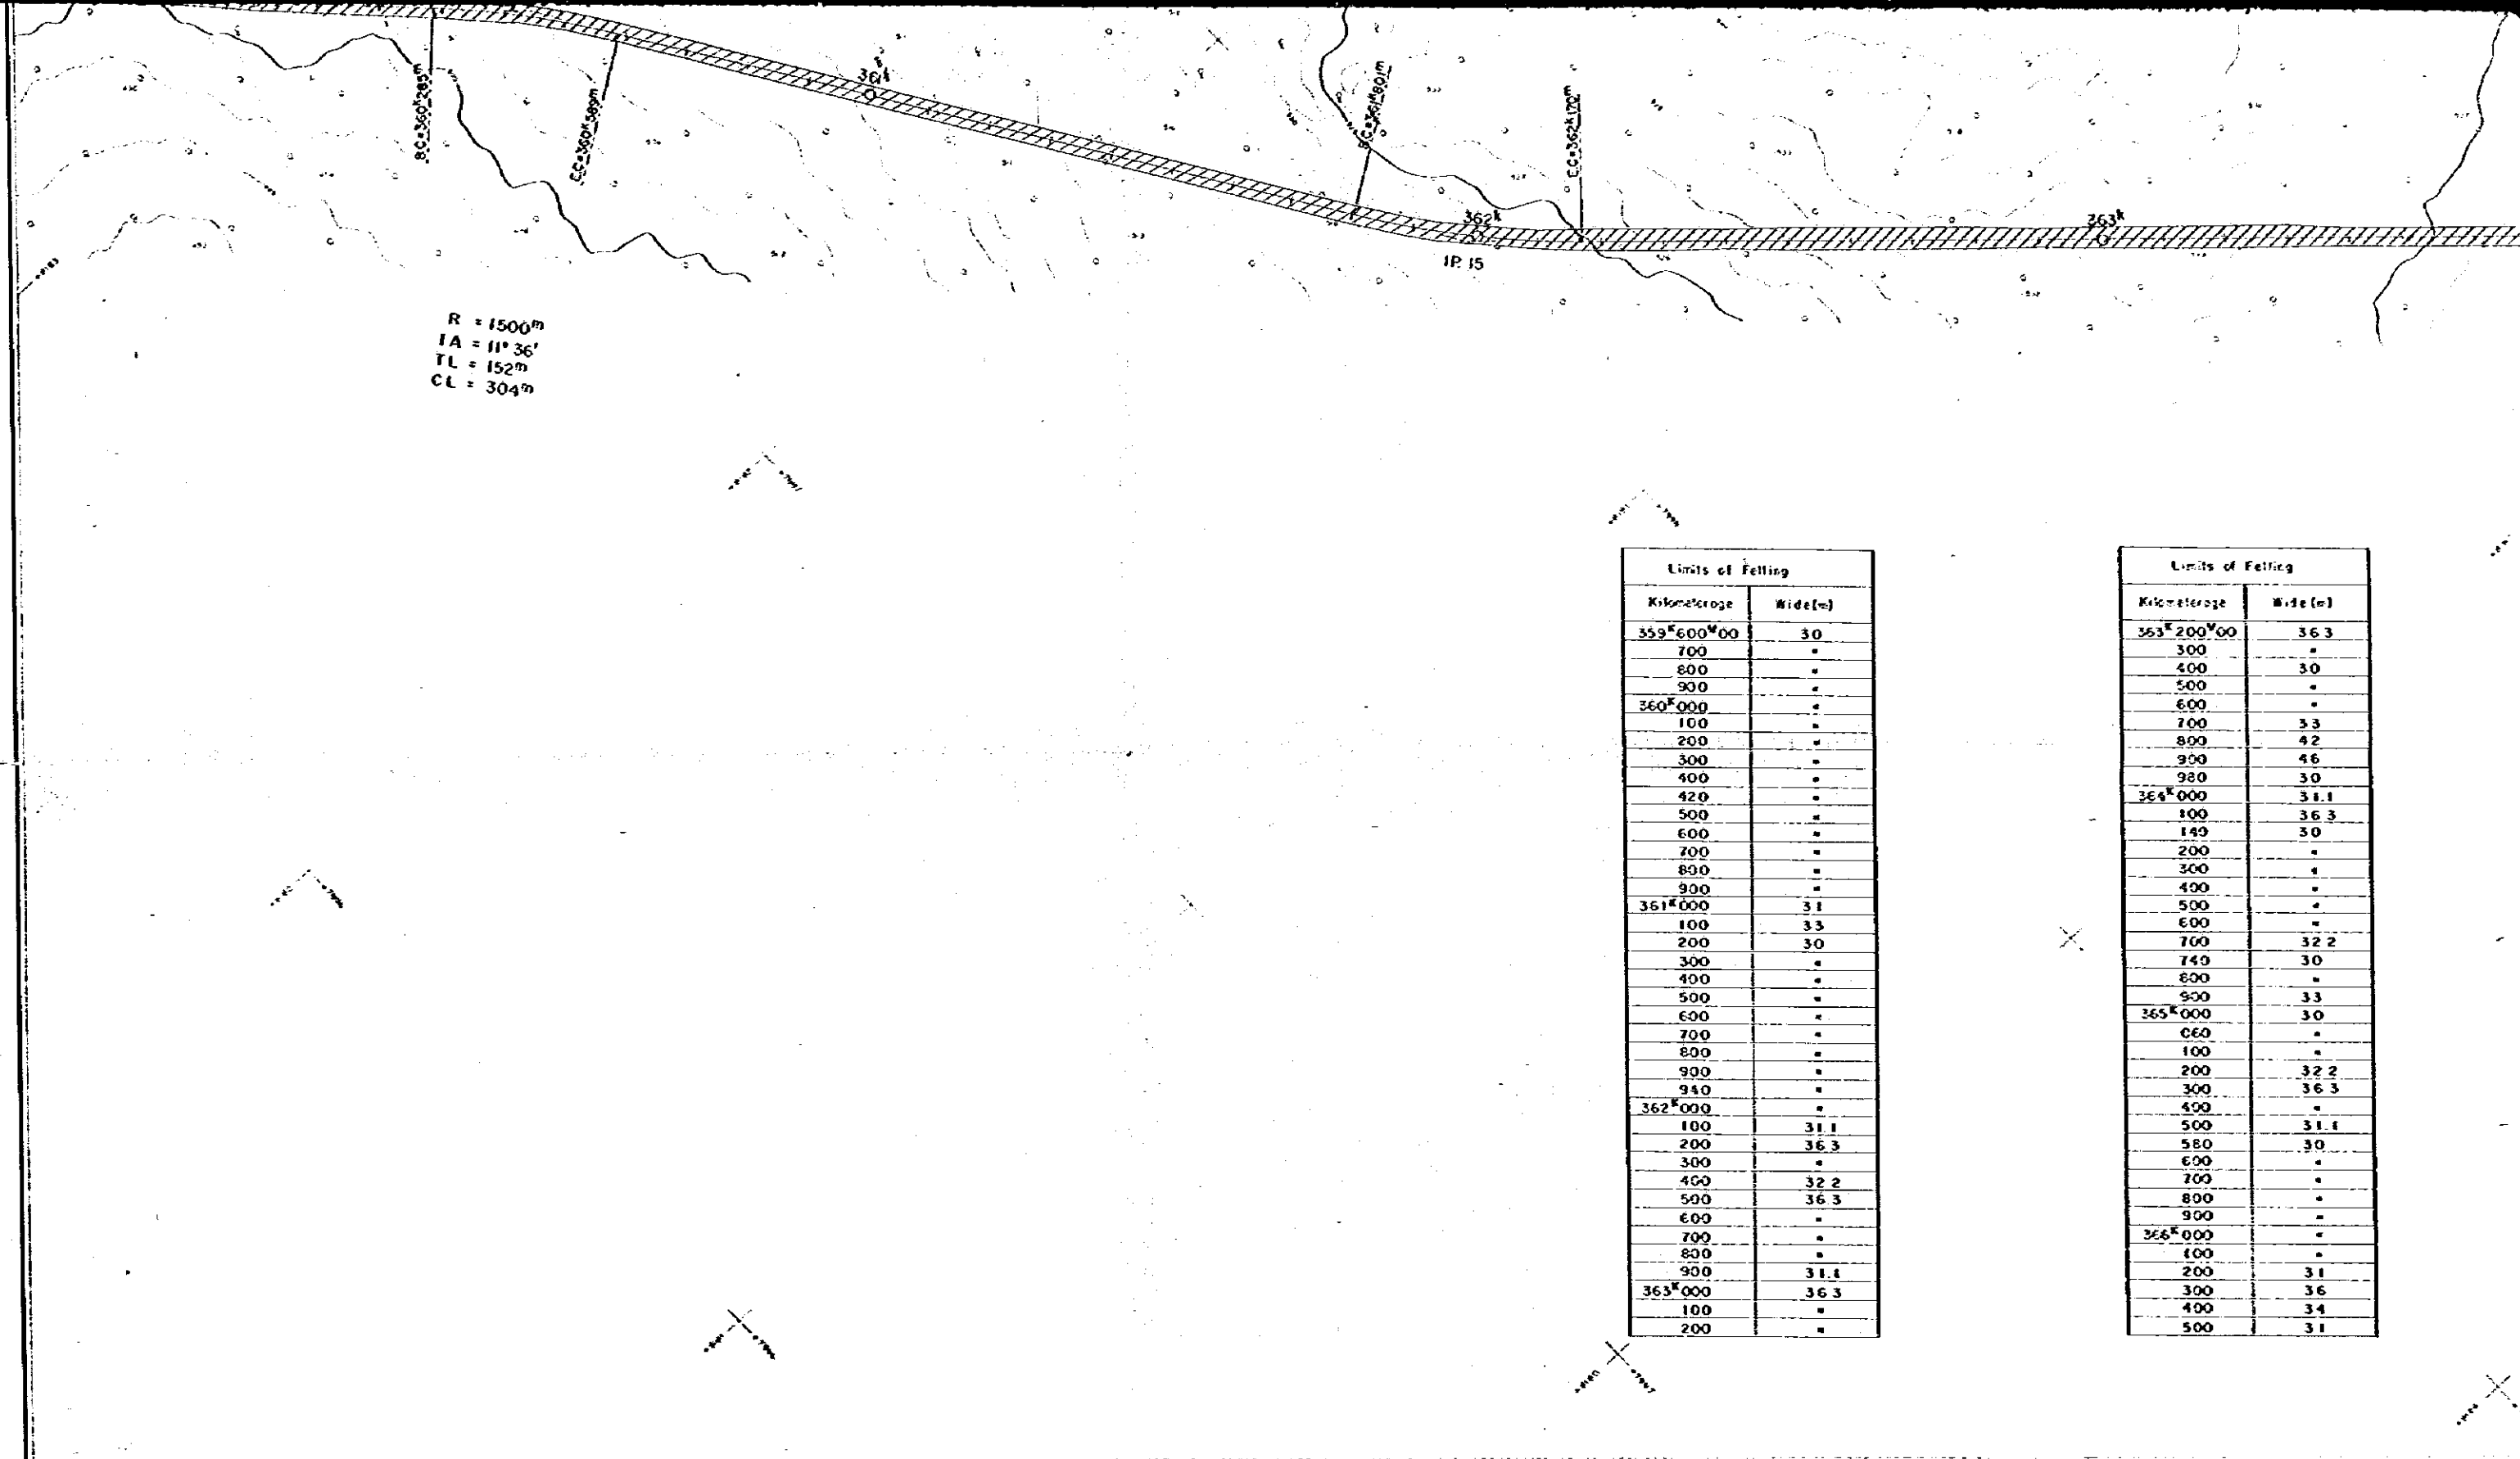 BC=360ᴷ285ᵐ
EC=360ᴷ589ᵐ
361ᵏ
BC=361ᴷ801ᵐ
EC=362ᴷ170ᵐ
362ᵏ
363ᵏ
IP. 15
R = 1500ᵐ
IA = 11° 36'
TL = 152ᵐ
CL = 304ᵐ
Limits of Felling
Kilometerage Wide(m)
359ᴷ600ᴹ00 30
700 "
800 "
900 "
360ᴷ000 "
100 "
200 "
300 "
400 "
420 "
500 "
600 "
700 "
800 "
900 "
361ᴷ000 31
100 33
200 30
300 "
400 "
500 "
600 "
700 "
800 "
900 "
940 "
362ᴷ000 "
100 31.1
200 36.3
300 "
400 32.2
500 36.3
600 "
700 "
800 "
900 31.1
363ᴷ000 36.3
100 "
200 "
Limits of Felling
Kilometerage Wide(m)
363ᴷ200ᴹ00 36.3
300 "
400 30
500 "
600 "
700 33
800 42
900 46
980 30
364ᴷ000 31.1
100 36.3
140 30
200 "
300 "
400 "
500 "
600 "
700 32.2
740 30
800 "
900 33
365ᴷ000 30
060 "
100 "
200 32.2
300 36.3
400 "
500 31.1
580 30
600 "
700 "
800 "
900 "
366ᴷ000 "
100 "
200 31
300 36
400 34
500 31